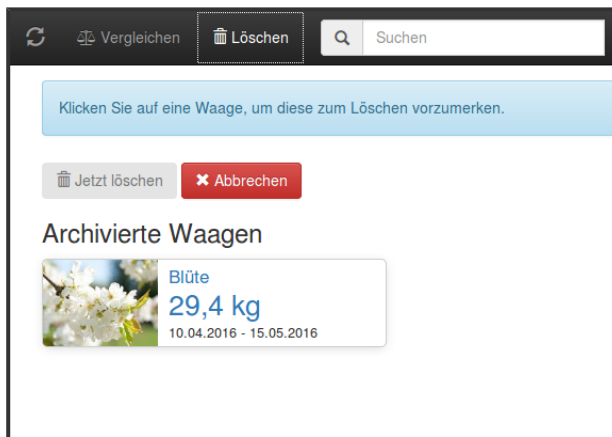 Vergleichen Löschen Suchen
Klicken Sie auf eine Waage, um diese zum Löschen vorzumerken.
Jetzt löschen Abbrechen
Archivierte Waagen
Blüte
29,4 kg
10.04.2016 - 15.05.2016